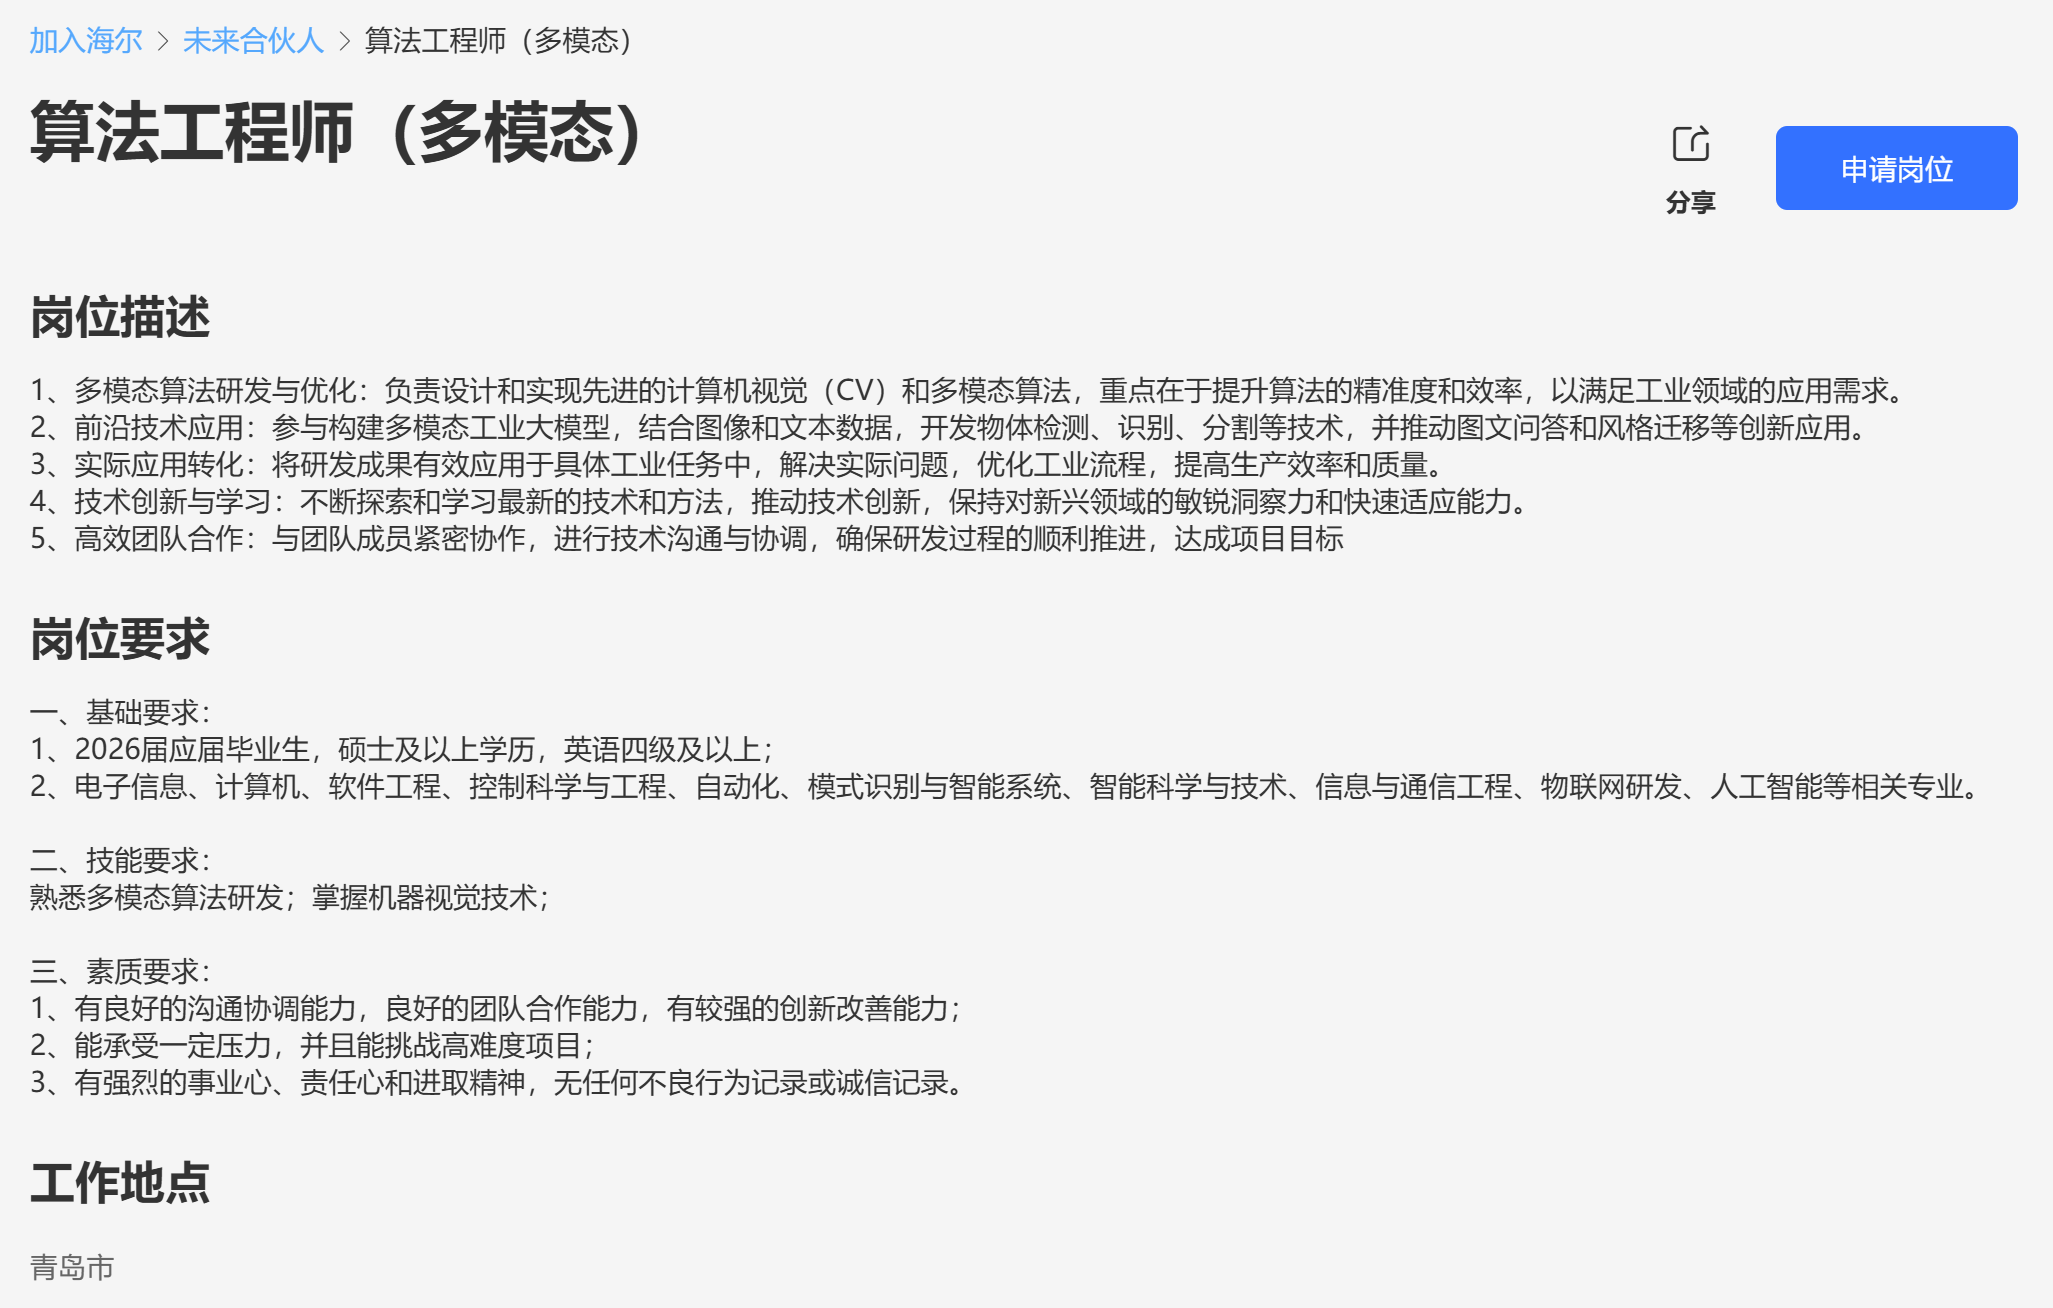 加入海尔 > 未来合伙人 > 算法工程师（多模态）
算法工程师（多模态）
分享
申请岗位
岗位描述
1、多模态算法研发与优化：负责设计和实现先进的计算机视觉（CV）和多模态算法，重点在于提升算法的精准度和效率，以满足工业领域的应用需求。
2、前沿技术应用：参与构建多模态工业大模型，结合图像和文本数据，开发物体检测、识别、分割等技术，并推动图文问答和风格迁移等创新应用。
3、实际应用转化：将研发成果有效应用于具体工业任务中，解决实际问题，优化工业流程，提高生产效率和质量。
4、技术创新与学习：不断探索和学习最新的技术和方法，推动技术创新，保持对新兴领域的敏锐洞察力和快速适应能力。
5、高效团队合作：与团队成员紧密协作，进行技术沟通与协调，确保研发过程的顺利推进，达成项目目标
岗位要求
一、基础要求：
1、2026届应届毕业生，硕士及以上学历，英语四级及以上；
2、电子信息、计算机、软件工程、控制科学与工程、自动化、模式识别与智能系统、智能科学与技术、信息与通信工程、物联网研发、人工智能等相关专业。
二、技能要求：
熟悉多模态算法研发；掌握机器视觉技术；
三、素质要求：
1、有良好的沟通协调能力，良好的团队合作能力，有较强的创新改善能力；
2、能承受一定压力，并且能挑战高难度项目；
3、有强烈的事业心、责任心和进取精神，无任何不良行为记录或诚信记录。
工作地点
青岛市